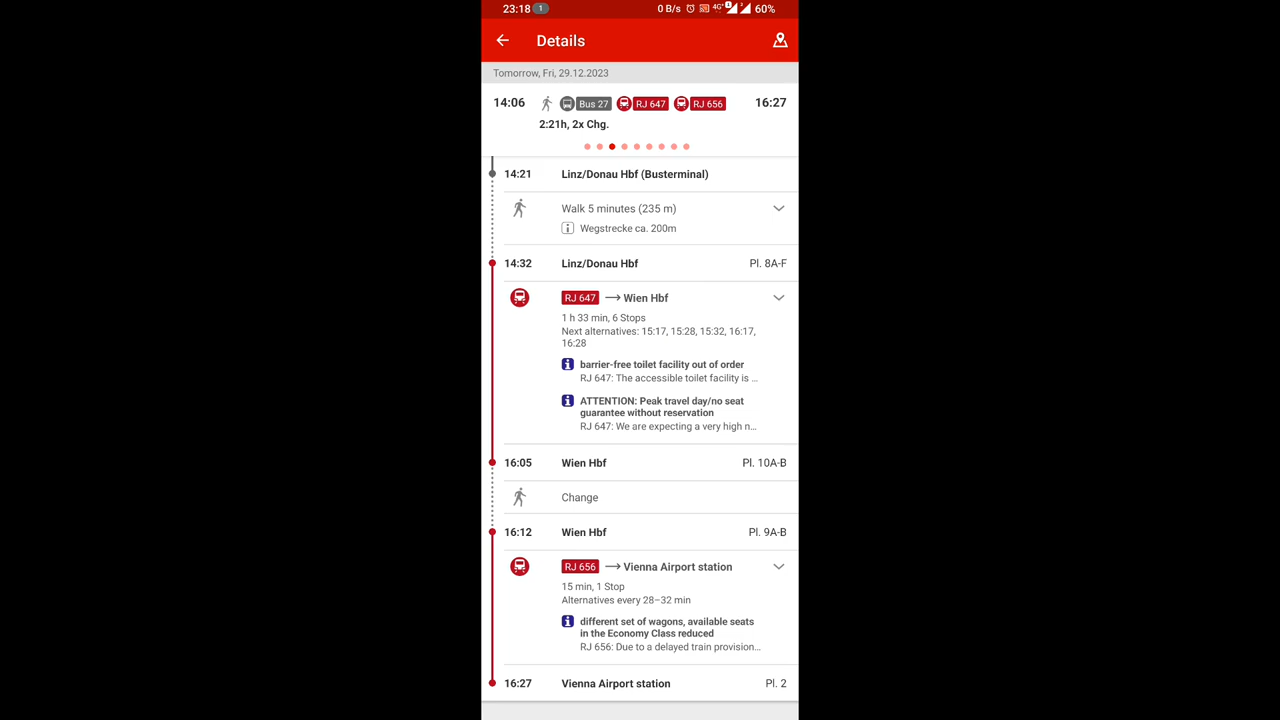 23:18 1 0 B/s 4G+ 60%
Details
Tomorrow, Fri, 29.12.2023
14:06 Bus 27 RJ 647 RJ 656 16:27
2:21h, 2x Chg.
14:21 Linz/Donau Hbf (Busterminal)
Walk 5 minutes (235 m)
Wegstrecke ca. 200m
14:32 Linz/Donau Hbf Pl. 8A-F
RJ 647 → Wien Hbf
1 h 33 min, 6 Stops
Next alternatives: 15:17, 15:28, 15:32, 16:17,
16:28
barrier-free toilet facility out of order
RJ 647: The accessible toilet facility is ...
ATTENTION: Peak travel day/no seat
guarantee without reservation
RJ 647: We are expecting a very high n...
16:05 Wien Hbf Pl. 10A-B
Change
16:12 Wien Hbf Pl. 9A-B
RJ 656 → Vienna Airport station
15 min, 1 Stop
Alternatives every 28–32 min
different set of wagons, available seats
in the Economy Class reduced
RJ 656: Due to a delayed train provision...
16:27 Vienna Airport station Pl. 2